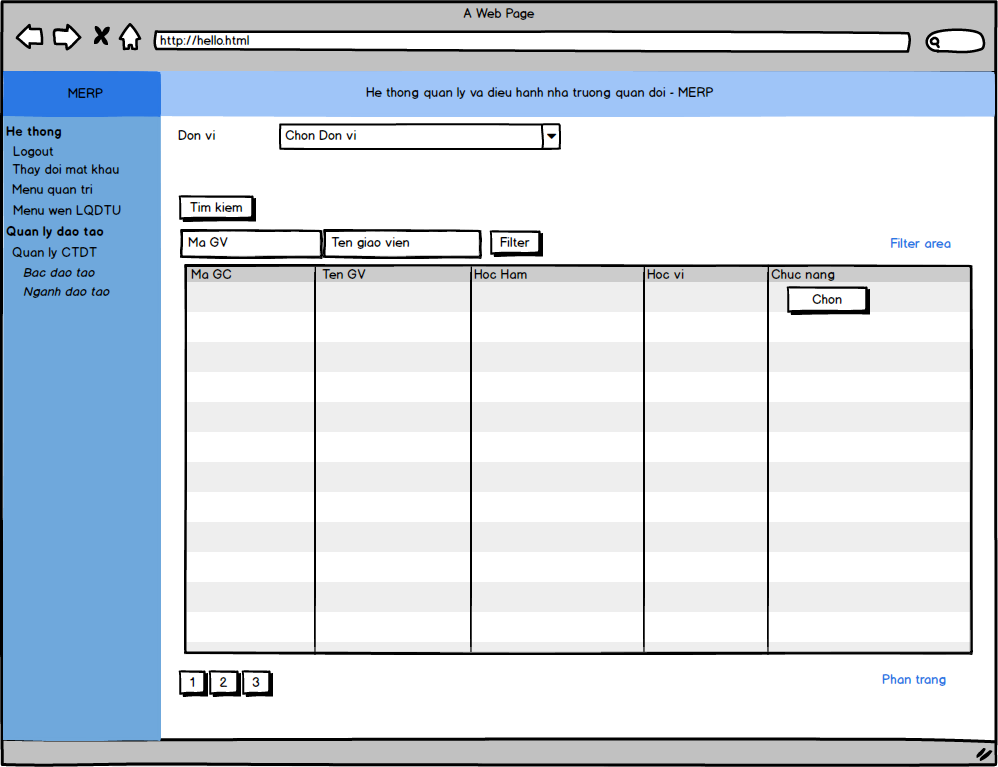 A Web Page
http://hello.html
MERP
He thong quan ly va dieu hanh nha truong quan doi - MERP
He thong
Logout
Thay doi mat khau
Menu quan tri
Menu wen LQDTU
Quan ly dao tao
Quan ly CTDT
Bac dao tao
Nganh dao tao
Don vi
Chon Don vi
Tim kiem
Ma GV
Ten giao vien
Filter
Filter area
Ma GC
Ten GV
Hoc Ham
Hoc vi
Chuc nang
Chon
1
2
3
Phan trang